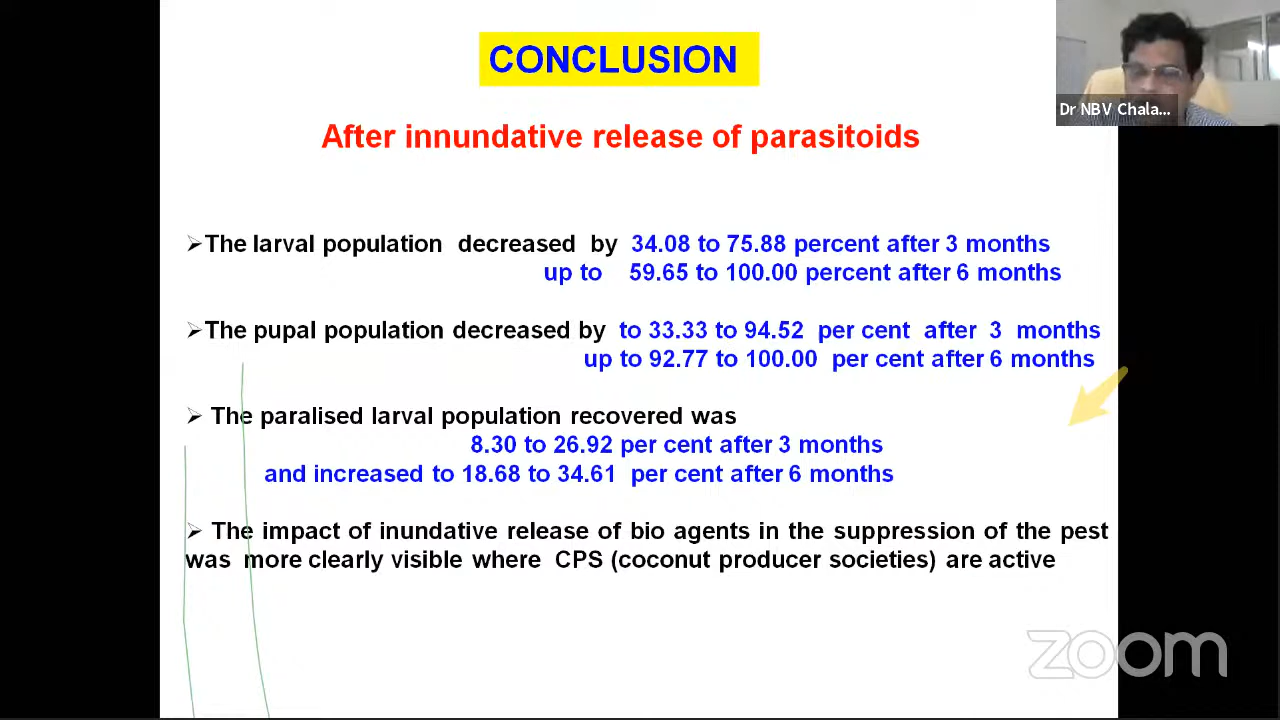 CONCLUSION
Dr NBV Chala...
After innundative release of parasitoids
➢The larval population decreased by 34.08 to 75.88 percent after 3 months
up to 59.65 to 100.00 percent after 6 months
➢The pupal population decreased by to 33.33 to 94.52 per cent after 3 months
up to 92.77 to 100.00 per cent after 6 months
➢ The paralised larval population recovered was
8.30 to 26.92 per cent after 3 months
and increased to 18.68 to 34.61 per cent after 6 months
➢ The impact of inundative release of bio agents in the suppression of the pest
was more clearly visible where CPS (coconut producer societies) are active
zoom